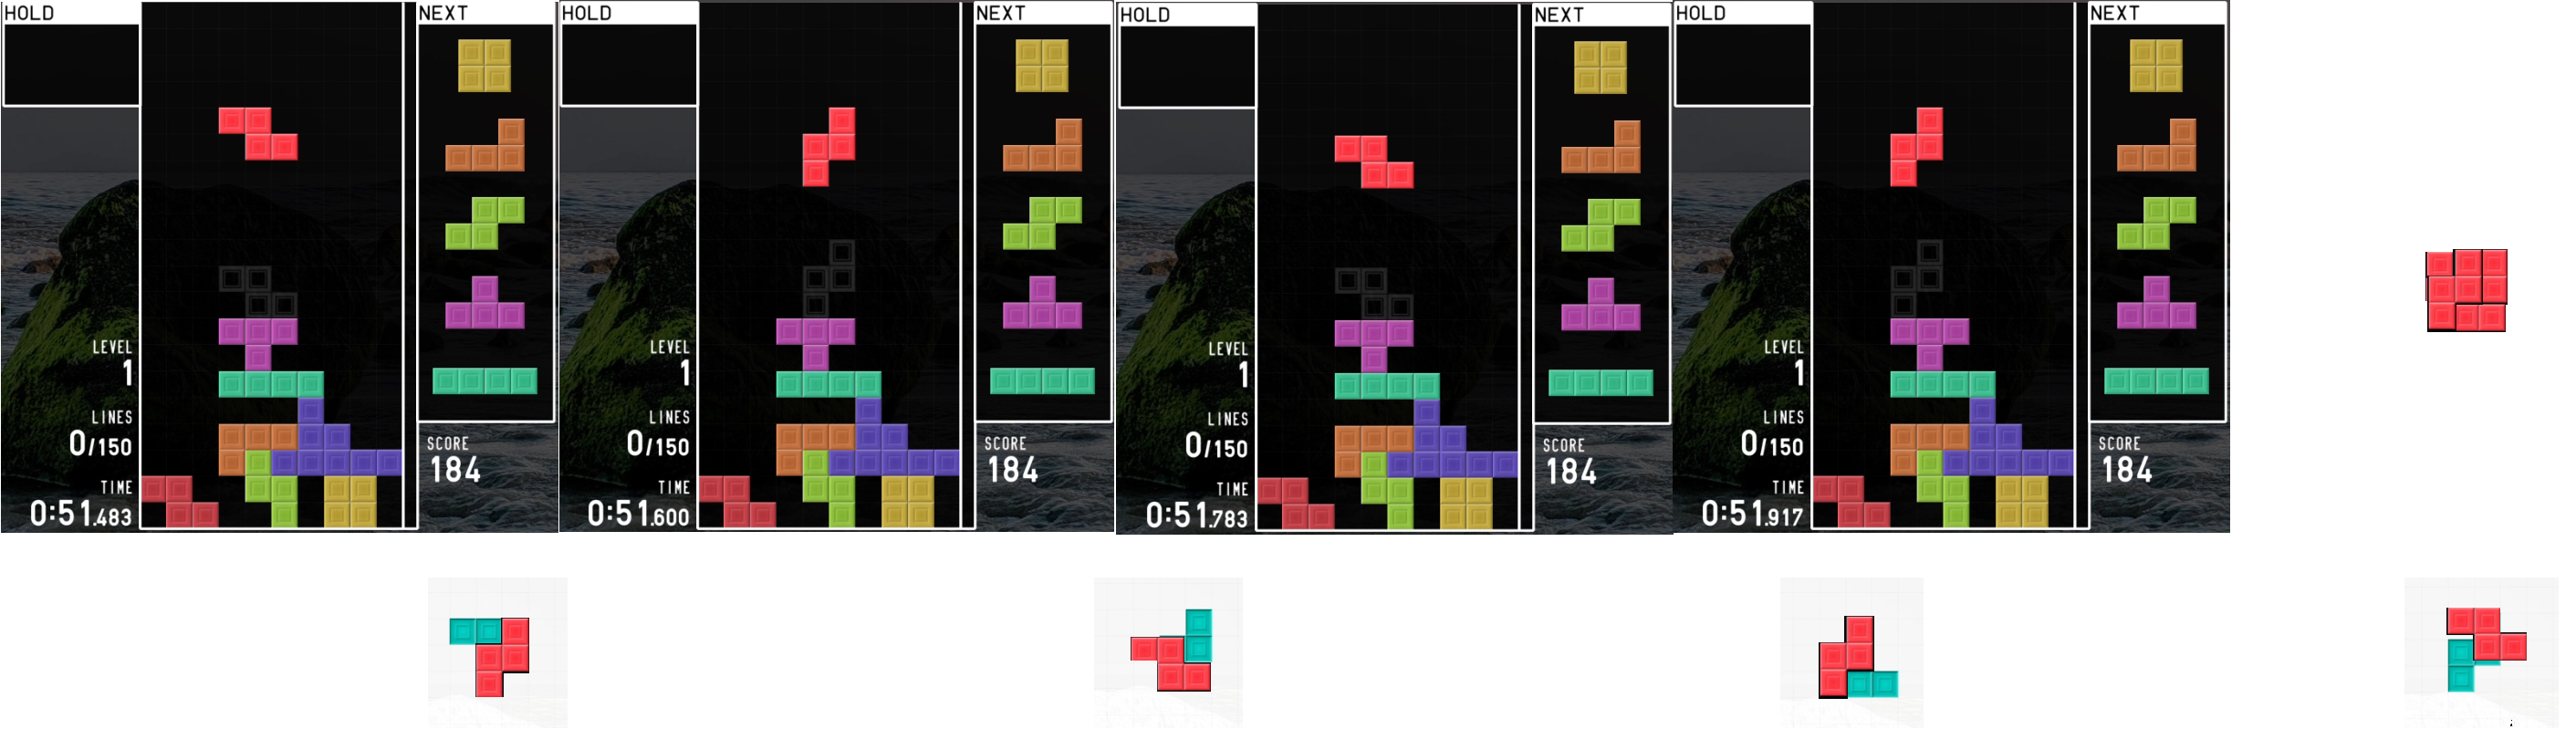 HOLD
NEXT
LEVEL
1
LINES
0/150
TIME
0:51.483
SCORE
184
HOLD
NEXT
LEVEL
1
LINES
0/150
TIME
0:51.600
SCORE
184
HOLD
NEXT
LEVEL
1
LINES
0/150
TIME
0:51.783
SCORE
184
HOLD
NEXT
LEVEL
1
LINES
0/150
TIME
0:51.917
SCORE
184